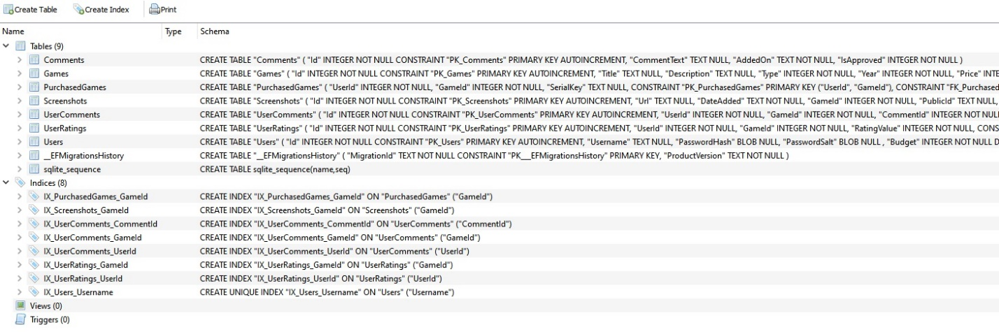 Create Table Create Index Print
Name Type Schema
Tables (9)
Comments CREATE TABLE "Comments" ( "Id" INTEGER NOT NULL CONSTRAINT "PK_Comments" PRIMARY KEY AUTOINCREMENT, "CommentText" TEXT NULL, "AddedOn" TEXT NOT NULL, "IsApproved" INTEGER NOT NULL )
Games CREATE TABLE "Games" ( "Id" INTEGER NOT NULL CONSTRAINT "PK_Games" PRIMARY KEY AUTOINCREMENT, "Title" TEXT NULL, "Description" TEXT NULL, "Type" INTEGER NOT NULL, "Year" INTEGER NOT NULL, "Price" INTE
PurchasedGames CREATE TABLE "PurchasedGames" ( "UserId" INTEGER NOT NULL, "GameId" INTEGER NOT NULL, "SerialKey" TEXT NULL, CONSTRAINT "PK_PurchasedGames" PRIMARY KEY ("UserId", "GameId"), CONSTRAINT "FK_Purchased
Screenshots CREATE TABLE "Screenshots" ( "Id" INTEGER NOT NULL CONSTRAINT "PK_Screenshots" PRIMARY KEY AUTOINCREMENT, "Url" TEXT NULL, "DateAdded" TEXT NOT NULL, "GameId" INTEGER NOT NULL, "PublicId" TEXT NULL,
UserComments CREATE TABLE "UserComments" ( "Id" INTEGER NOT NULL CONSTRAINT "PK_UserComments" PRIMARY KEY AUTOINCREMENT, "UserId" INTEGER NOT NULL, "GameId" INTEGER NOT NULL, "CommentId" INTEGER NOT NULL,
UserRatings CREATE TABLE "UserRatings" ( "Id" INTEGER NOT NULL CONSTRAINT "PK_UserRatings" PRIMARY KEY AUTOINCREMENT, "UserId" INTEGER NOT NULL, "GameId" INTEGER NOT NULL, "RatingValue" INTEGER NOT NULL, CONS
Users CREATE TABLE "Users" ( "Id" INTEGER NOT NULL CONSTRAINT "PK_Users" PRIMARY KEY AUTOINCREMENT, "Username" TEXT NULL, "PasswordHash" BLOB NULL, "PasswordSalt" BLOB NULL , "Budget" INTEGER NOT NULL D
__EFMigrationsHistory CREATE TABLE "__EFMigrationsHistory" ( "MigrationId" TEXT NOT NULL CONSTRAINT "PK___EFMigrationsHistory" PRIMARY KEY, "ProductVersion" TEXT NOT NULL )
sqlite_sequence CREATE TABLE sqlite_sequence(name,seq)
Indices (8)
IX_PurchasedGames_GameId CREATE INDEX "IX_PurchasedGames_GameId" ON "PurchasedGames" ("GameId")
IX_Screenshots_GameId CREATE INDEX "IX_Screenshots_GameId" ON "Screenshots" ("GameId")
IX_UserComments_CommentId CREATE INDEX "IX_UserComments_CommentId" ON "UserComments" ("CommentId")
IX_UserComments_GameId CREATE INDEX "IX_UserComments_GameId" ON "UserComments" ("GameId")
IX_UserComments_UserId CREATE INDEX "IX_UserComments_UserId" ON "UserComments" ("UserId")
IX_UserRatings_GameId CREATE INDEX "IX_UserRatings_GameId" ON "UserRatings" ("GameId")
IX_UserRatings_UserId CREATE INDEX "IX_UserRatings_UserId" ON "UserRatings" ("UserId")
IX_Users_Username CREATE UNIQUE INDEX "IX_Users_Username" ON "Users" ("Username")
Views (0)
Triggers (0)